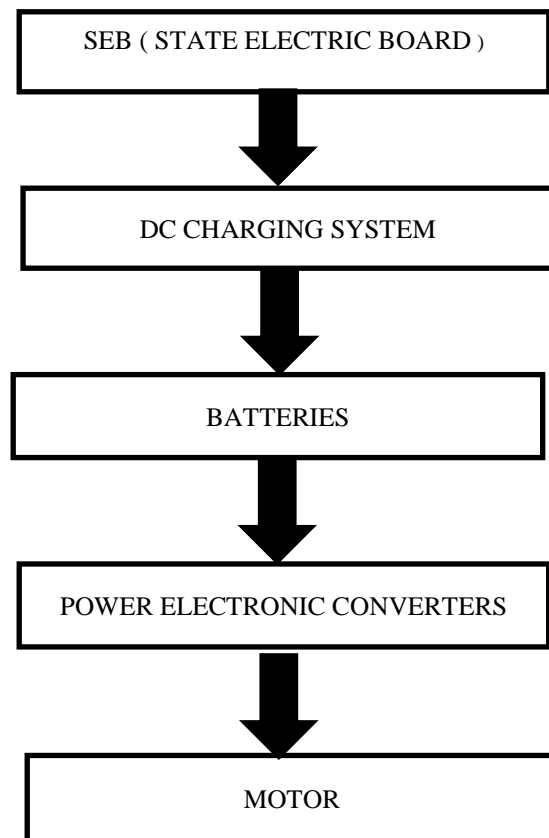 SEB ( STATE ELECTRIC BOARD )
DC CHARGING SYSTEM
BATTERIES
POWER ELECTRONIC CONVERTERS
MOTOR